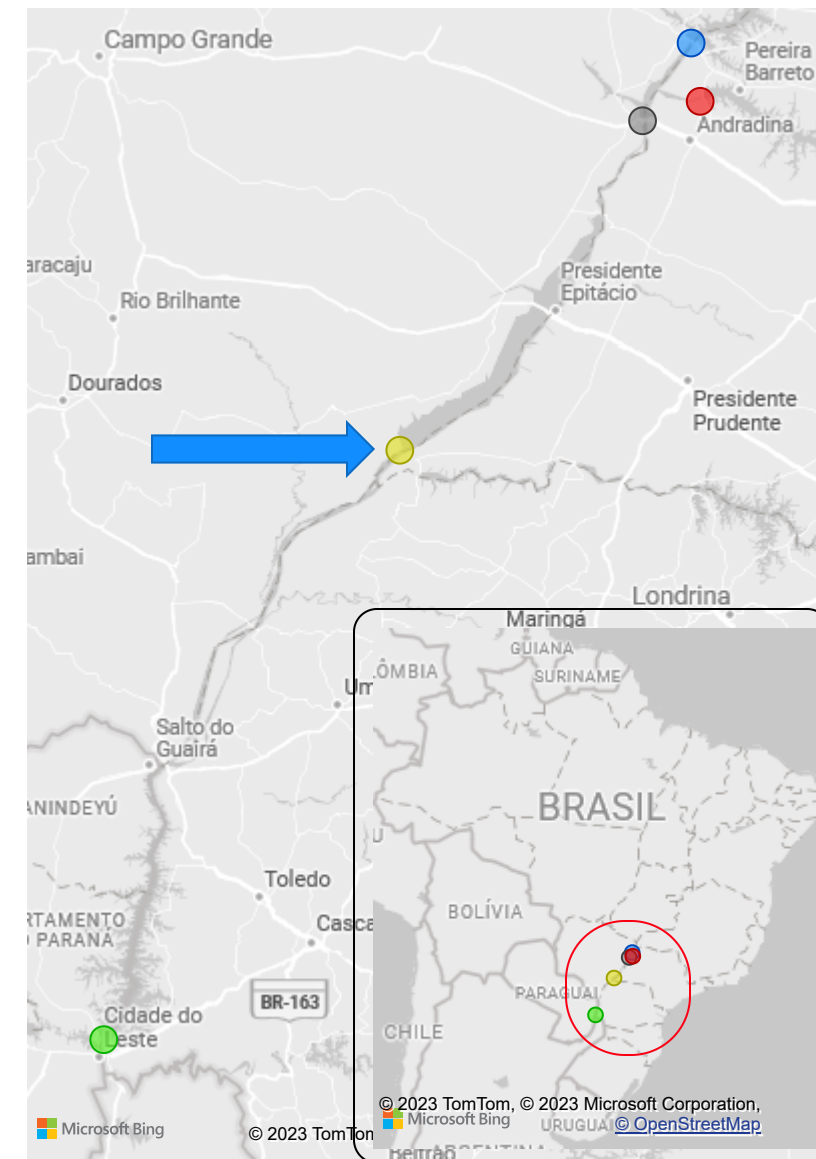 Campo Grande
Pereira
Barreto
Andradina
aracaju
Presidente
Epitácio
Rio Brilhante
Dourados
Presidente
Prudente
ambai
Londrina
Maringá
Um
Salto do
Guairá
ANINDEYÚ
Toledo
RTAMENTO
PARANÁ
Casca
BR-163
Cidade do
Leste
Microsoft Bing
© 2023 TomTom
GUIANA
ÔMBIA
SURINAME
BRASIL
BOLÍVIA
PARAGUAI
CHILE
© 2023 TomTom, © 2023 Microsoft Corporation,
Microsoft Bing
URUGUAI
© OpenStreetMap
Beltrão